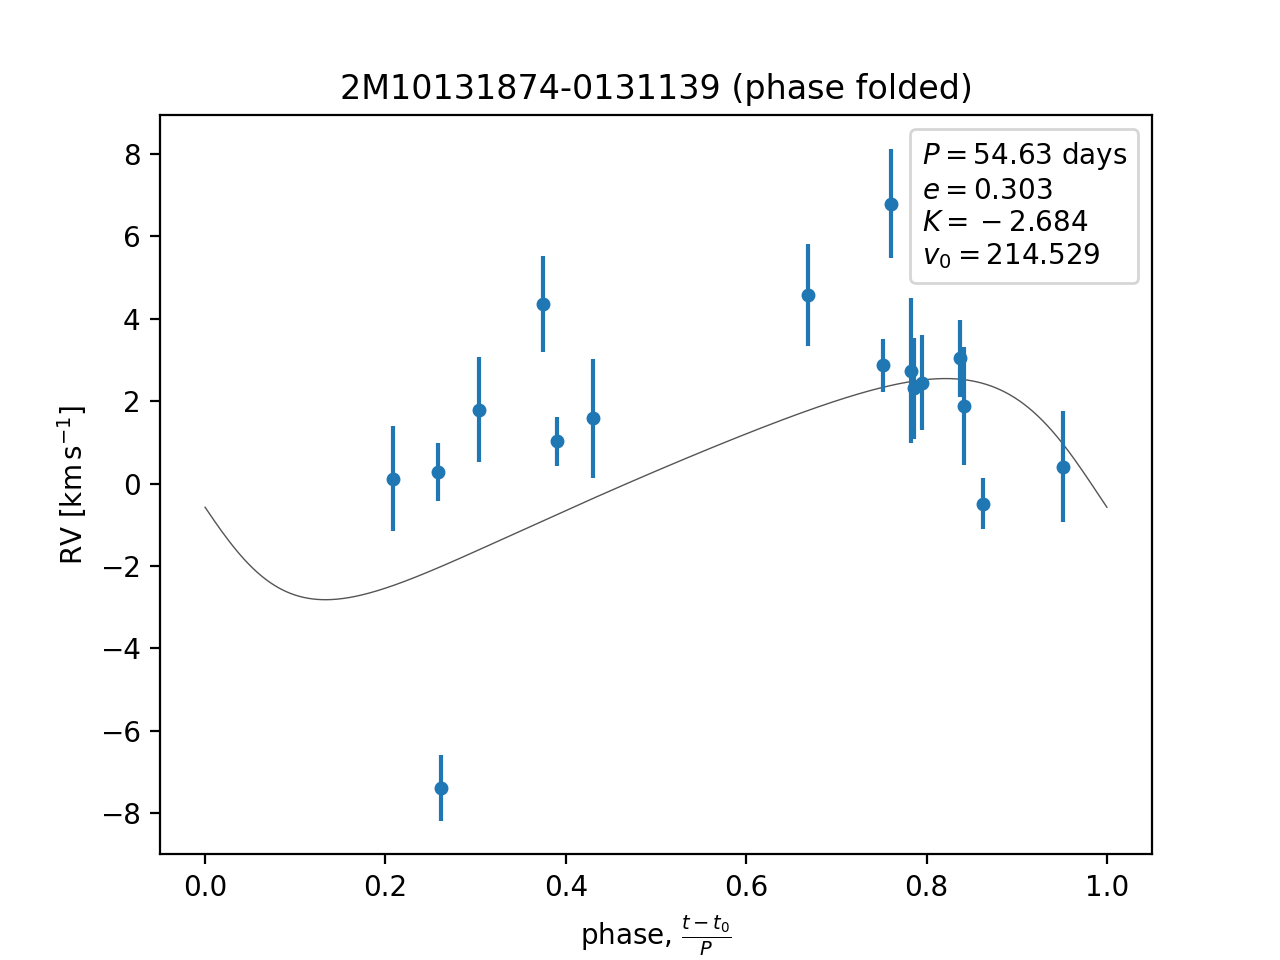 2M10131874-0131139 (phase folded)
P = 54.63 days
e = 0.303
K = −2.684
v₀ = 214.529
8
6
4
2
0
−2
−4
−6
−8
RV [km s⁻¹]
0.0 0.2 0.4 0.6 0.8 1.0
phase, (t − t₀)/P